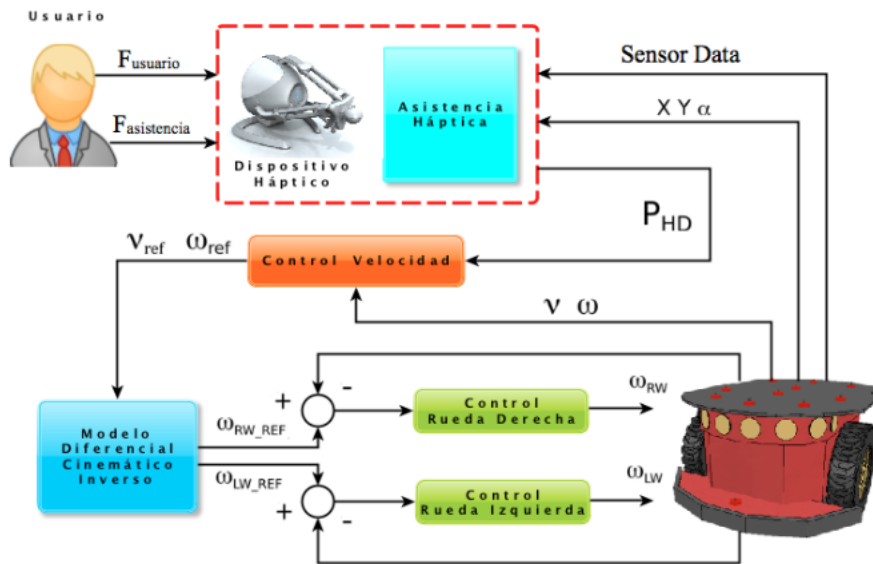 Usuario
Fusuario
Fasistencia
Dispositivo
Háptico
Asistencia
Háptica
Sensor Data
X Y α
PHD
νref ωref
Control Velocidad
ν ω
Modelo
Diferencial
Cinemático
Inverso
ωRW_REF
ωLW_REF
+
-
+
-
Control
Rueda Derecha
ωRW
Control
Rueda Izquierda
ωLW